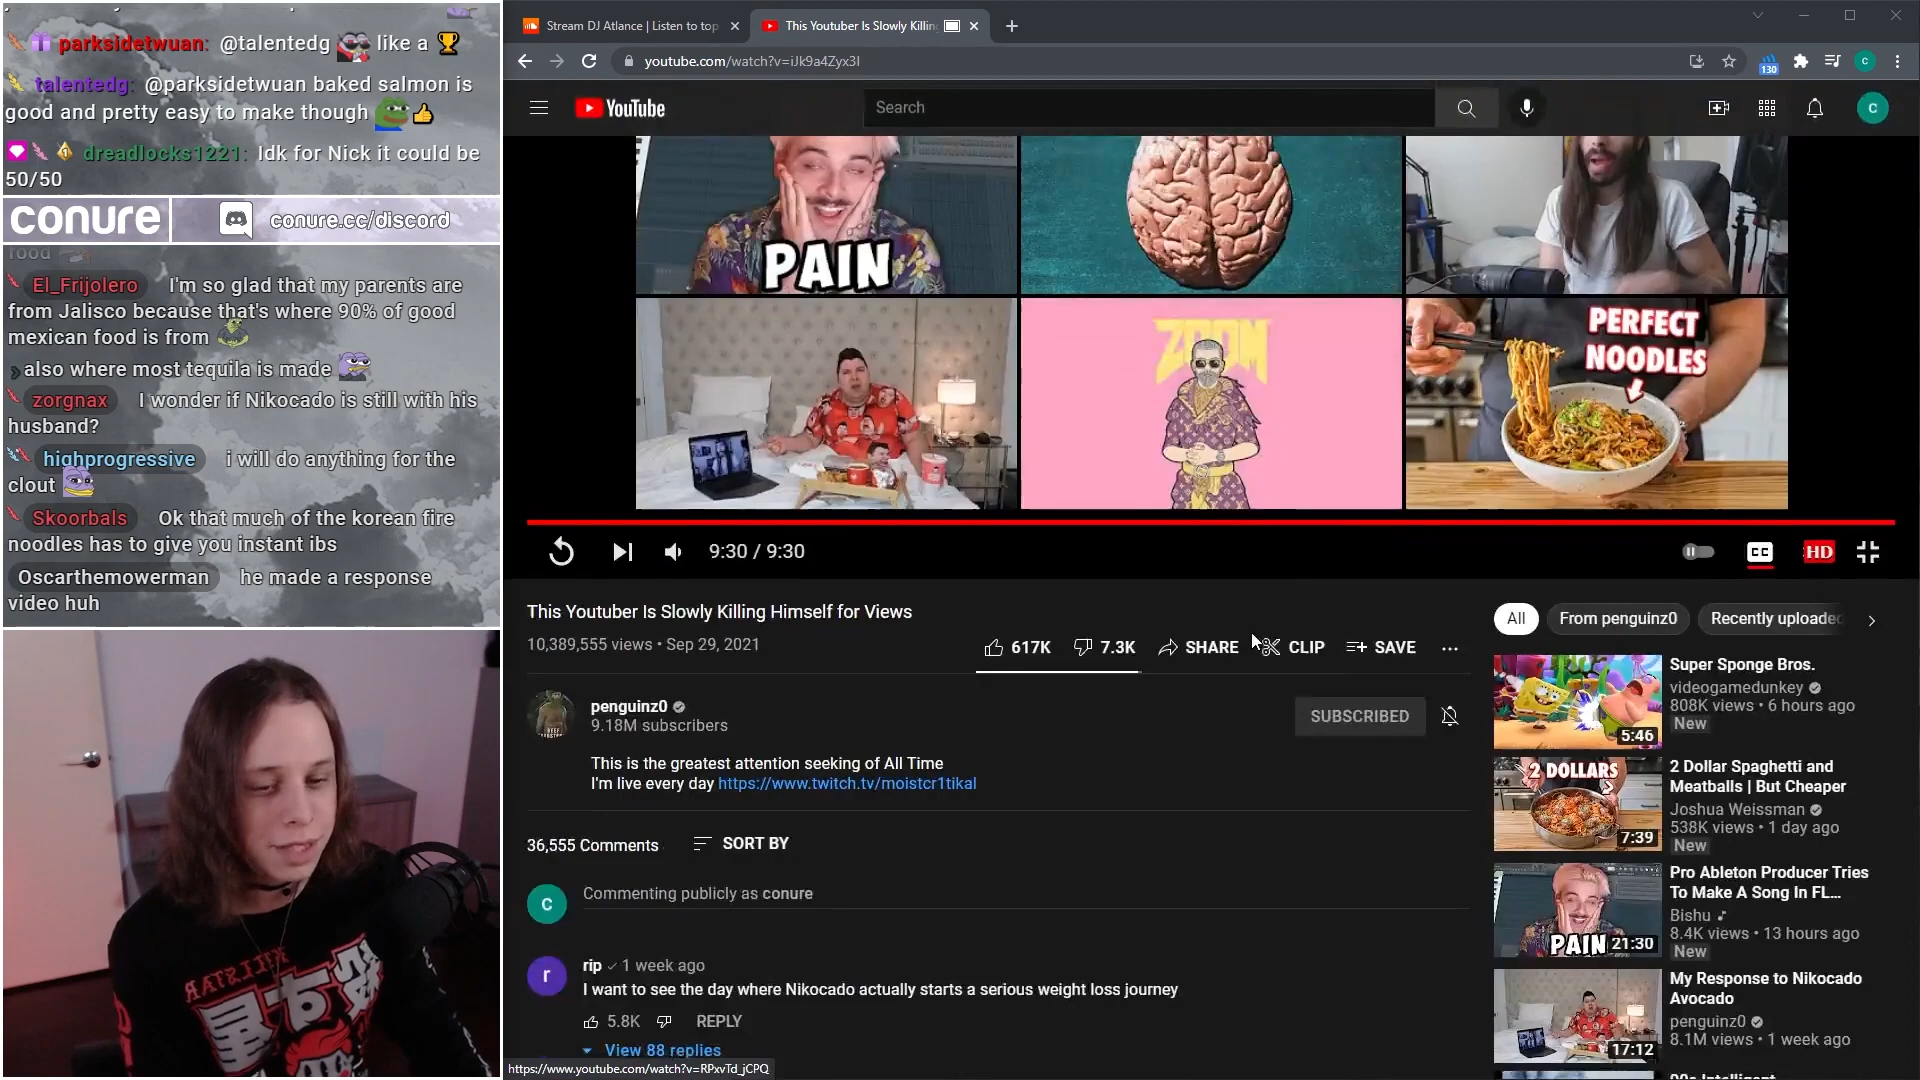 parksidetwuan: @talentedg like a
talentedg: @parksidetwuan baked salmon is
good and pretty easy to make though
dreadlocks1221: Idk for Nick it could be
50/50
conure
conure.cc/discord
food
El_Frijolero I'm so glad that my parents are
from Jalisco because that's where 90% of good
mexican food is from
also where most tequila is made
zorgnax I wonder if Nikocado is still with his
husband?
highprogressive i will do anything for the
clout
Skoorbals Ok that much of the korean fire
noodles has to give you instant ibs
Oscarthemowerman he made a response
video huh
Stream DJ Atlance | Listen to top
This Youtuber Is Slowly Killing
youtube.com/watch?v=iJk9a4Zyx3I
130
C
YouTube
Search
C
PAIN
ZOOM
PERFECT
NOODLES
9:30 / 9:30
CC
HD
This Youtuber Is Slowly Killing Himself for Views
10,389,555 views • Sep 29, 2021
617K
7.3K
SHARE
CLIP
SAVE
penguinz0
9.18M subscribers
SUBSCRIBED
This is the greatest attention seeking of All Time
I'm live every day https://www.twitch.tv/moistcr1tikal
36,555 Comments
SORT BY
C
Commenting publicly as conure
r
rip 1 week ago
I want to see the day where Nikocado actually starts a serious weight loss journey
5.8K
REPLY
View 88 replies
https://www.youtube.com/watch?v=RPxvTd_jCPQ
All
From penguinz0
Recently uploaded
Super Sponge Bros.
videogamedunkey
808K views • 6 hours ago
New
5:46
2 DOLLARS
2 Dollar Spaghetti and
Meatballs | But Cheaper
Joshua Weissman
538K views • 1 day ago
New
7:39
Pro Ableton Producer Tries
To Make A Song In FL...
Bishu
8.4K views • 13 hours ago
New
PAIN 21:30
My Response to Nikocado
Avocado
penguinz0
8.1M views • 1 week ago
17:12